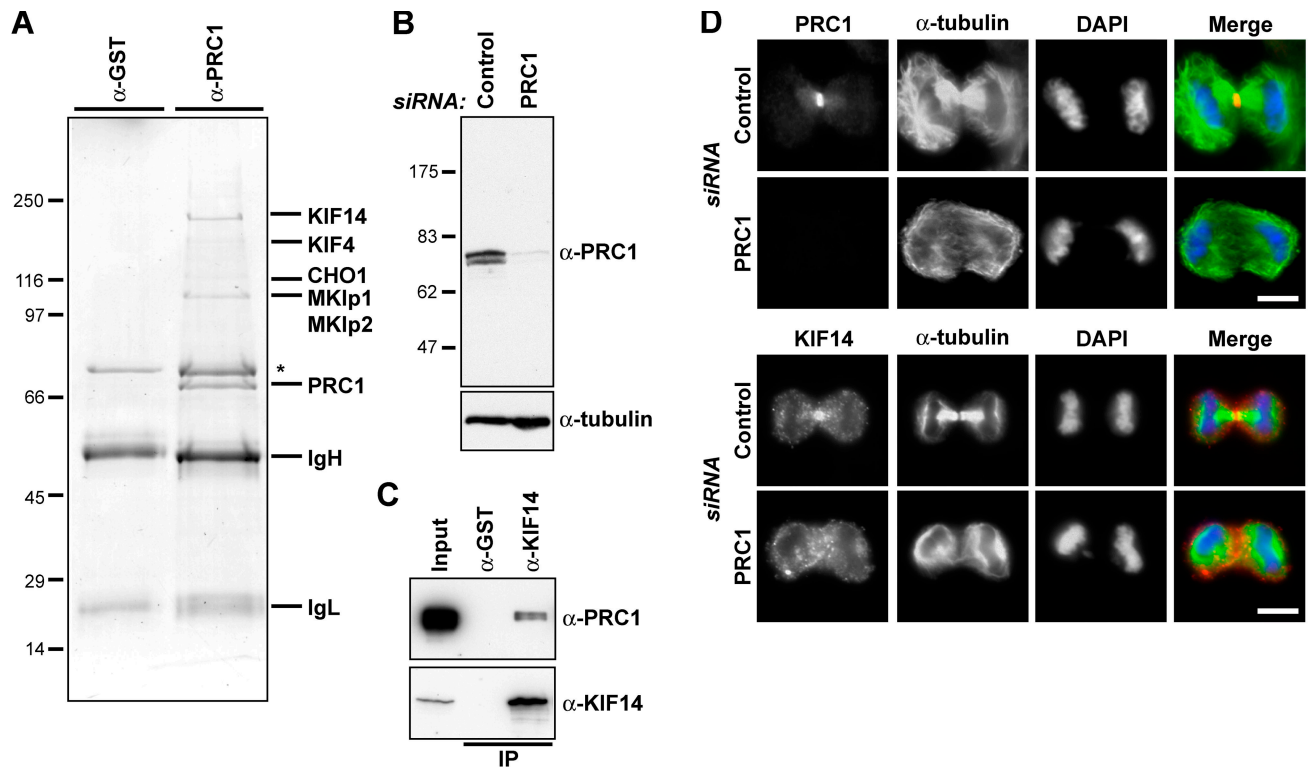 A
α-GST
α-PRC1
250
116
97
66
45
29
14
KIF14
KIF4
CHO1
MKlp1
MKlp2
*
PRC1
IgH
IgL
B
siRNA:
Control
PRC1
175
83
62
47
α-PRC1
α-tubulin
C
Input
α-GST
α-KIF14
α-PRC1
α-KIF14
IP
D
PRC1 α-tubulin DAPI Merge
siRNA
Control
PRC1
KIF14 α-tubulin DAPI Merge
siRNA
Control
PRC1